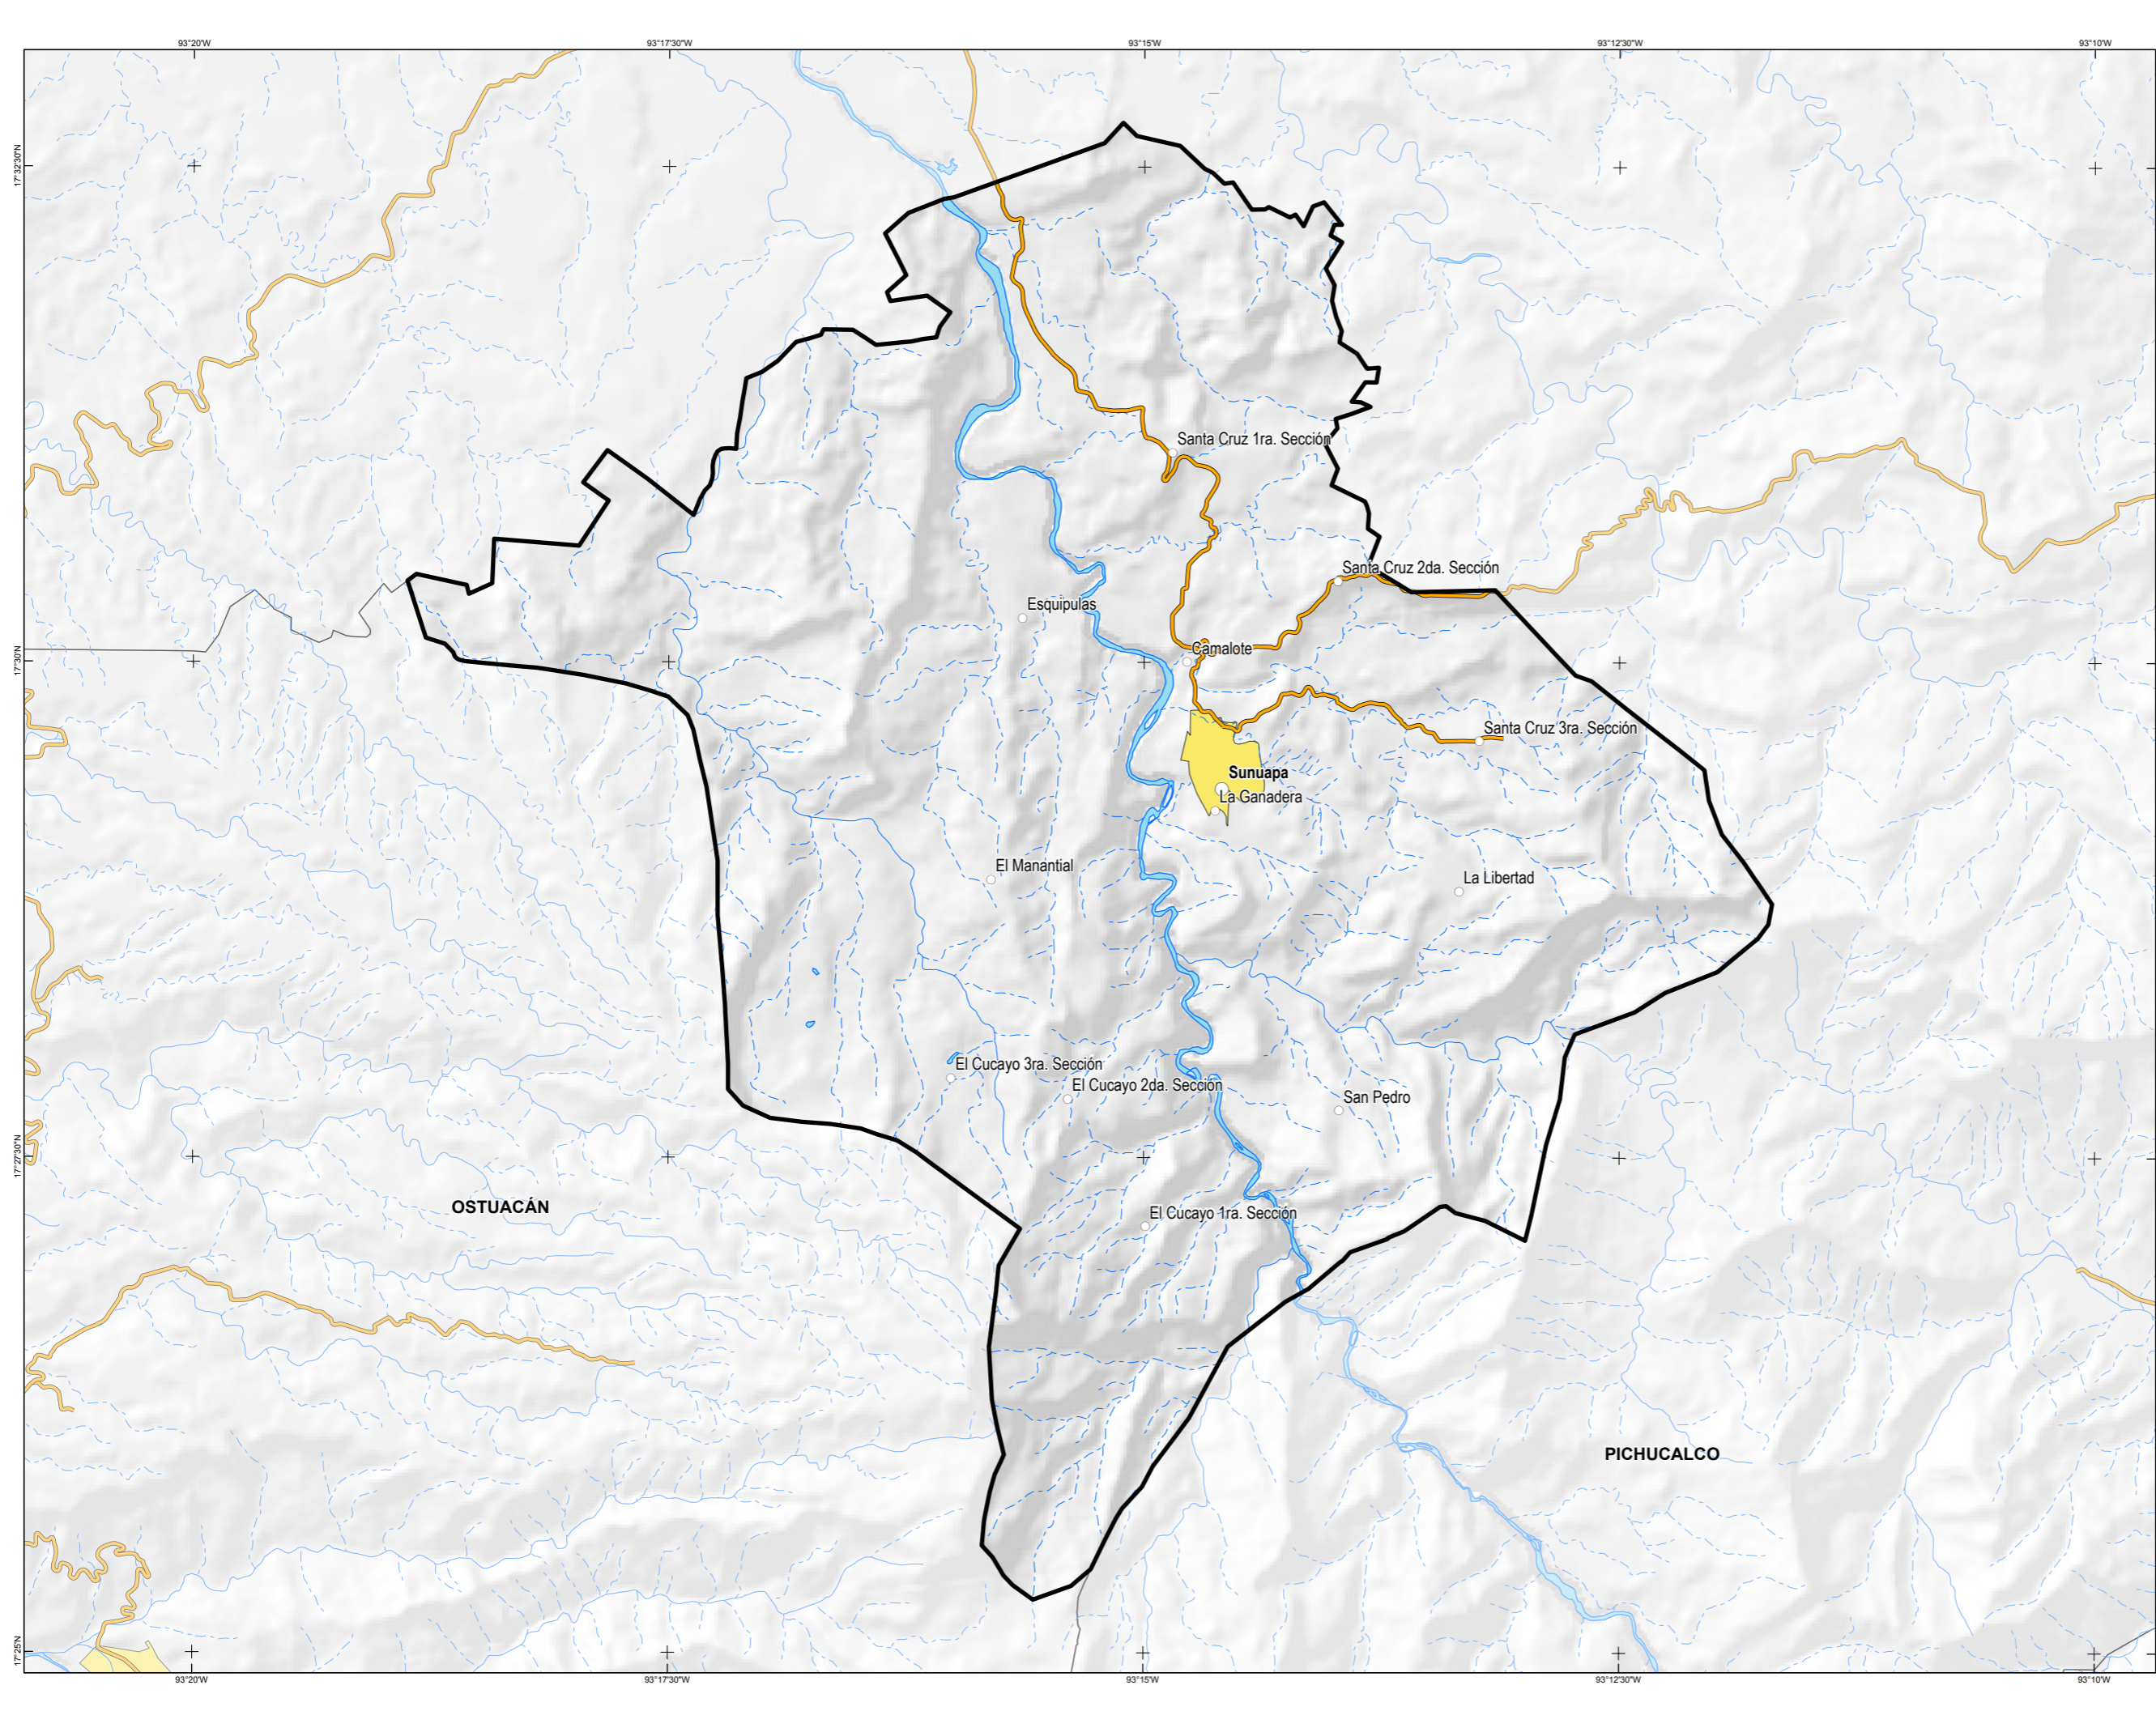 93°20'W
93°17'30"W
93°15'W
93°12'30"W
93°10'W
17°32'30"N
Santa Cruz 1ra. Sección
Santa Cruz 2da. Sección
Esquipulas
Camalote
17°30'N
Santa Cruz 3ra. Sección
Sunuapa
La Ganadera
El Manantial
La Libertad
El Cucayo 3ra. Sección
El Cucayo 2da. Sección
San Pedro
17°27'30"N
OSTUACÁN
El Cucayo 1ra. Sección
PICHUCALCO
17°25'N
93°20'W
93°17'30"W
93°15'W
93°12'30"W
93°10'W